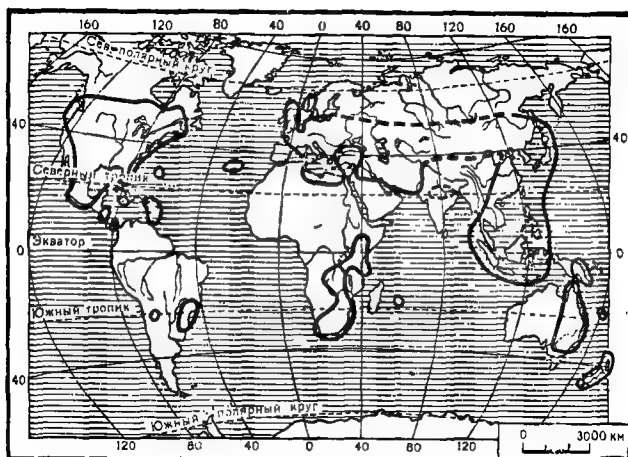 160 120 80 40 0 40 80 120 160 160
Сев. полярный круг
40 40
Северный тропик
Экватор
0 0
Южный тропик
40 40
Южный полярный круг
0 3000 км
120 80 40 0 40 80 120